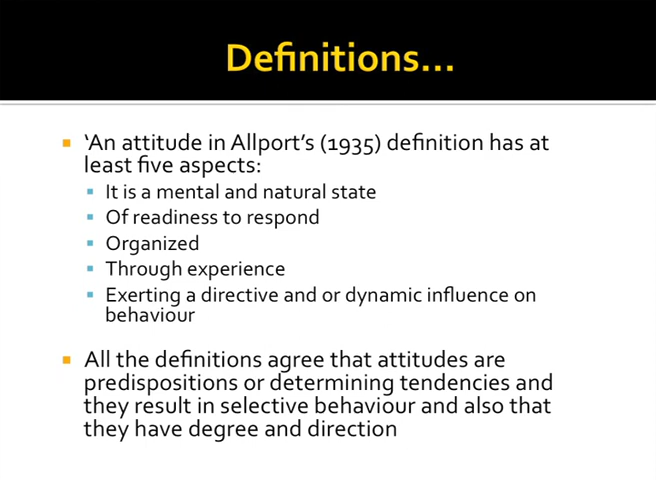 Definitions...
‘An attitude in Allport’s (1935) definition has at
least five aspects:
It is a mental and natural state
Of readiness to respond
Organized
Through experience
Exerting a directive and or dynamic influence on
behaviour
All the definitions agree that attitudes are
predispositions or determining tendencies and
they result in selective behaviour and also that
they have degree and direction